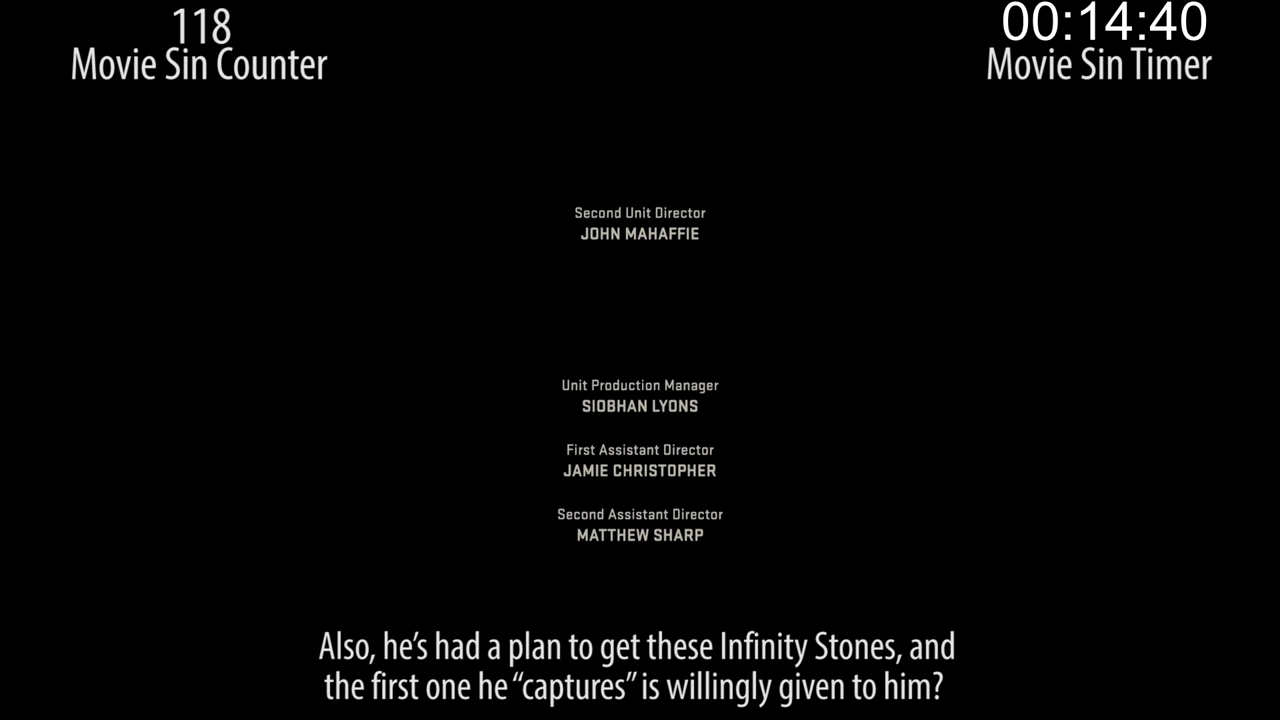 118
Movie Sin Counter
00:14:40
Movie Sin Timer
Second Unit Director
JOHN MAHAFFIE
Unit Production Manager
SIOBHAN LYONS
First Assistant Director
JAMIE CHRISTOPHER
Second Assistant Director
MATTHEW SHARP
Also, he's had a plan to get these Infinity Stones, and
the first one he “captures” is willingly given to him?